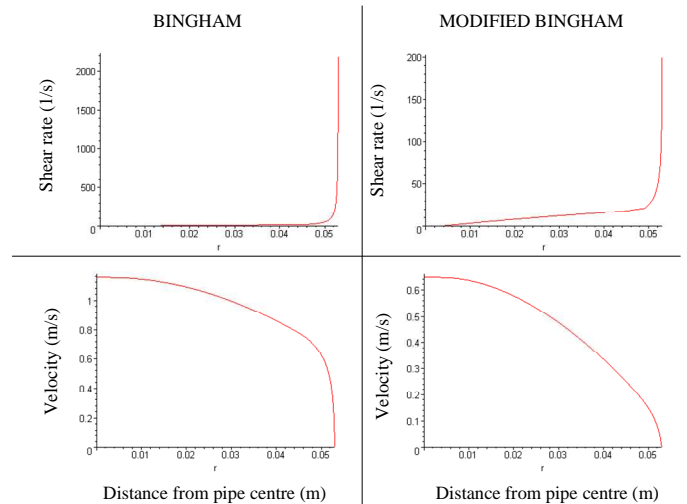 BINGHAM
MODIFIED BINGHAM
Shear rate (1/s)
2000
1500
1000
500
0
0.01 0.02 0.03 0.04 0.05
r
Shear rate (1/s)
200
150
100
50
0
0.01 0.02 0.03 0.04 0.05
r
Velocity (m/s)
1
0.8
0.6
0.4
0.2
0
0.01 0.02 0.03 0.04 0.05
r
Distance from pipe centre (m)
Velocity (m/s)
0.6
0.5
0.4
0.3
0.2
0.1
0
0.01 0.02 0.03 0.04 0.05
r
Distance from pipe centre (m)